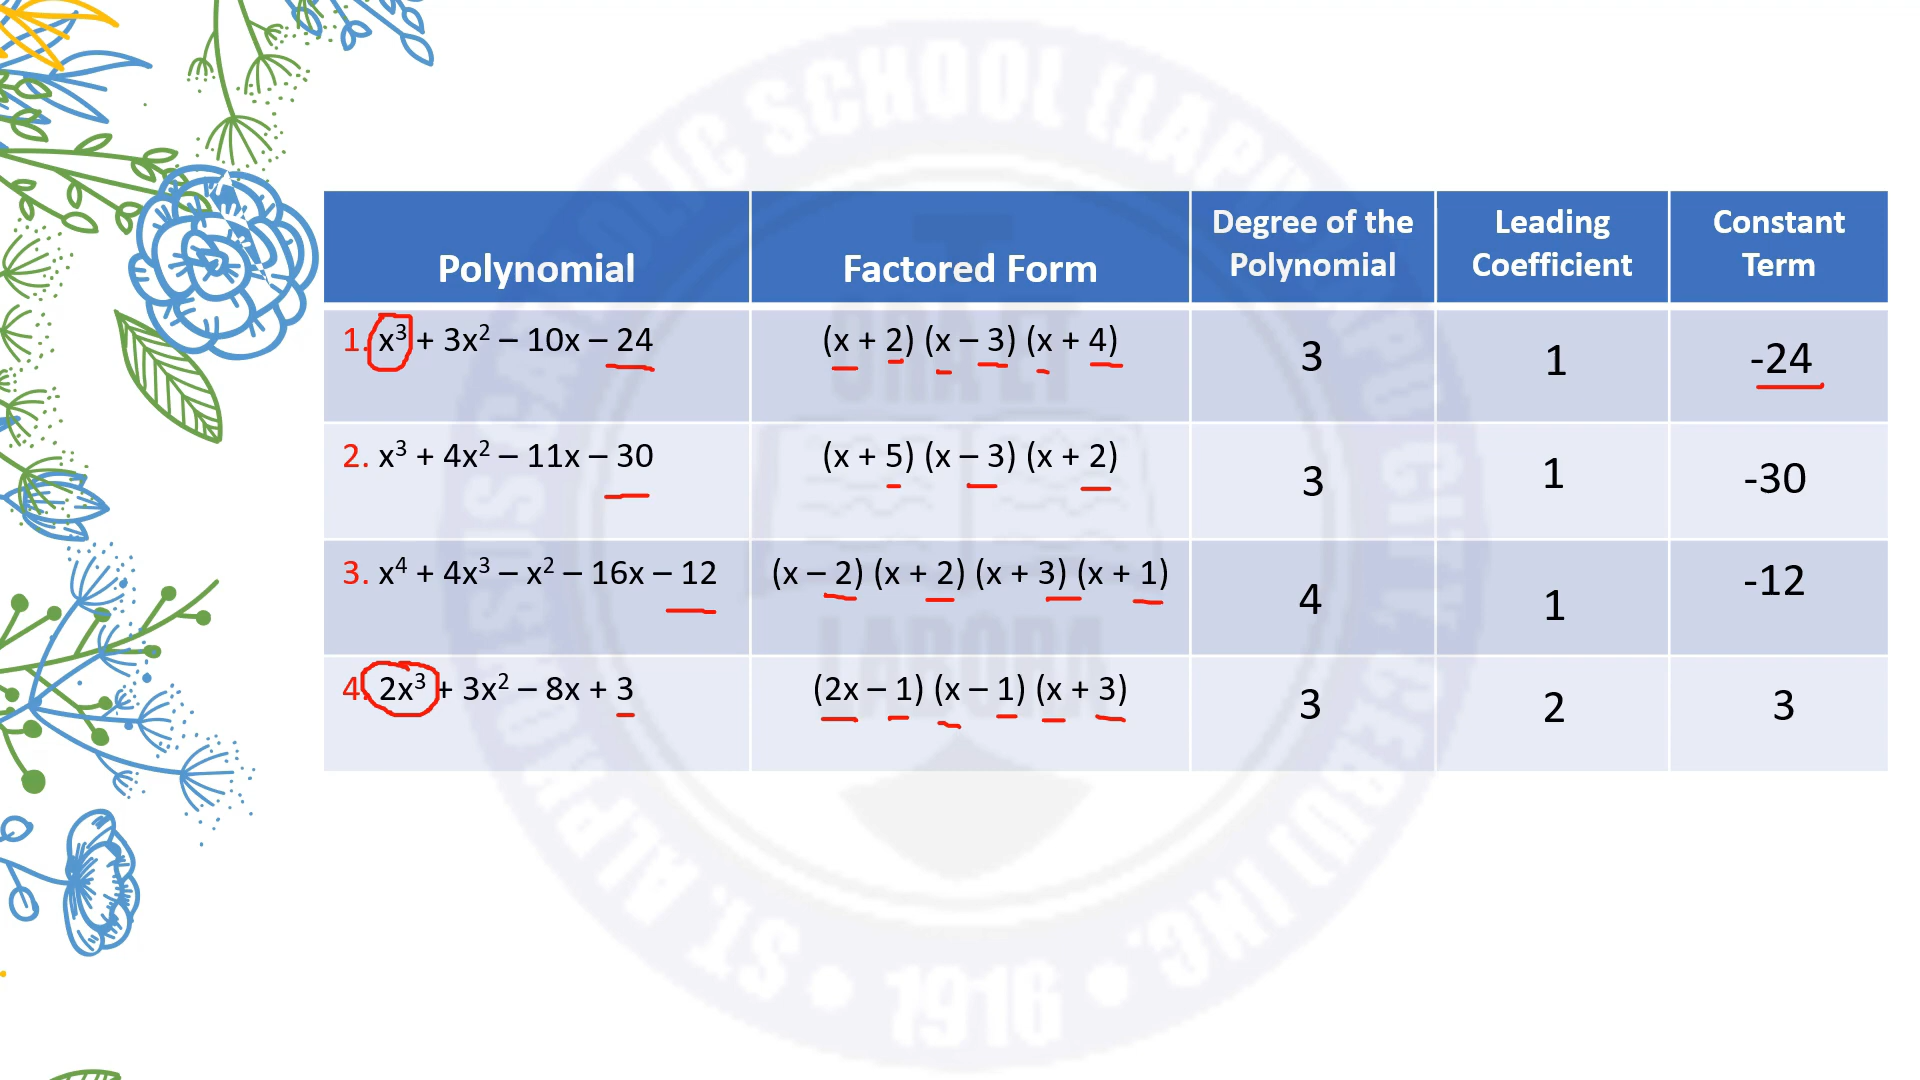 Polynomial
Factored Form
Degree of the
Polynomial
Leading
Coefficient
Constant
Term
1. x³ + 3x² – 10x – 24
(x + 2) (x – 3) (x + 4)
3
1
-24
2. x³ + 4x² – 11x – 30
(x + 5) (x – 3) (x + 2)
3
1
-30
3. x⁴ + 4x³ – x² – 16x – 12
(x – 2) (x + 2) (x + 3) (x + 1)
4
1
-12
4. 2x³ + 3x² – 8x + 3
(2x – 1) (x – 1) (x + 3)
3
2
3
1916